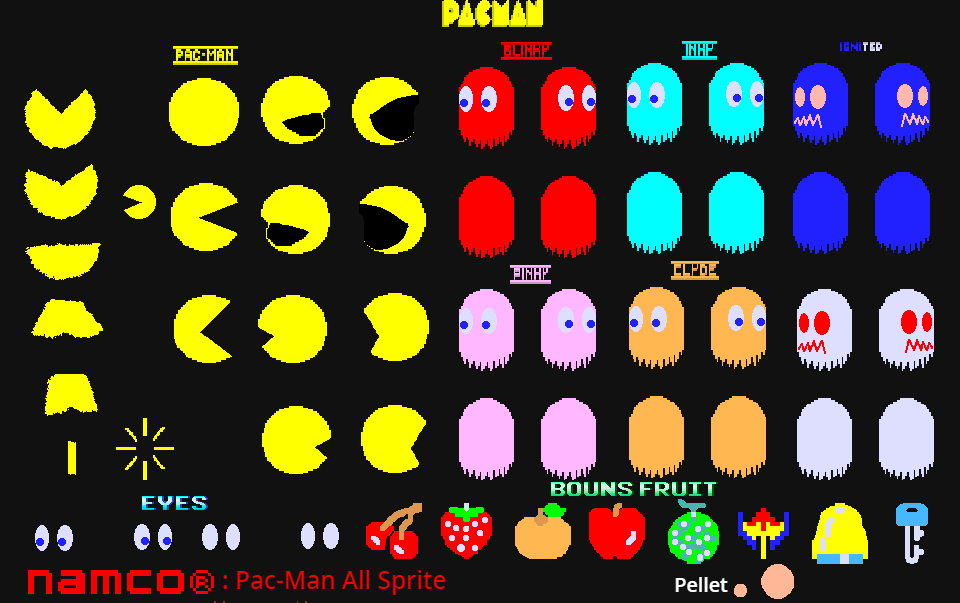 PACMAN
PAC-MAN
BLINKY
INKY
IGNITED
PINKY
CLYDE
EYES
BOUNS FRUIT
namco® : Pac-Man All Sprite
Pellet